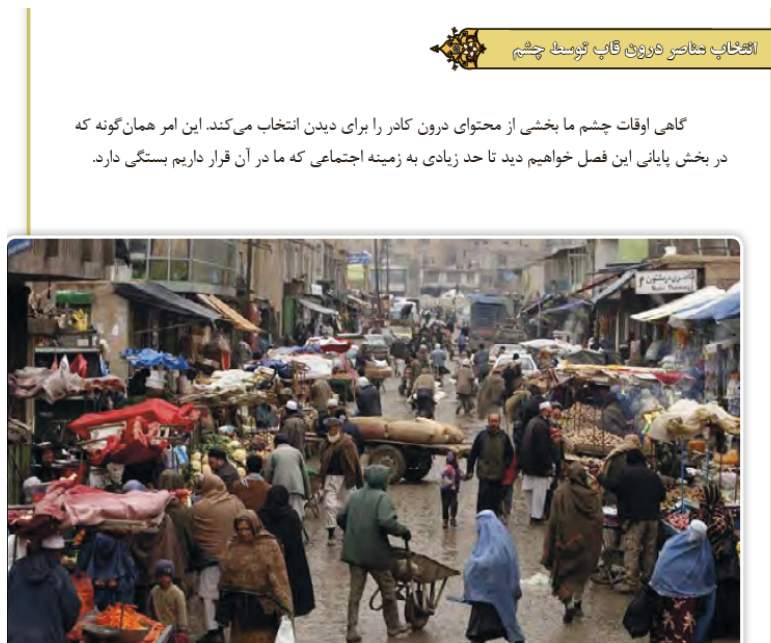 انتخاب عناصر درون قاب توسط چشم
گاهی اوقات چشم ما بخشی از محتوای درون کادر را برای دیدن انتخاب می‌کند. این امر همان‌گونه که
در بخش پایانی این فصل خواهیم دید تا حد زیادی به زمینه اجتماعی که ما در آن قرار داریم بستگی دارد.